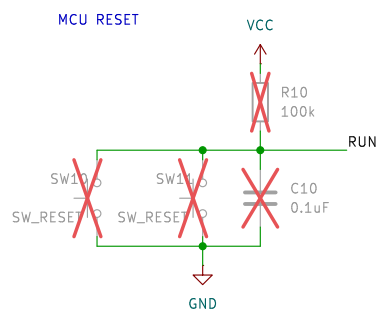 MCU RESET
VCC
R10
100k
RUN
SW10
SW11
C10
SW_RESET
SW_RESET
0.1uF
GND